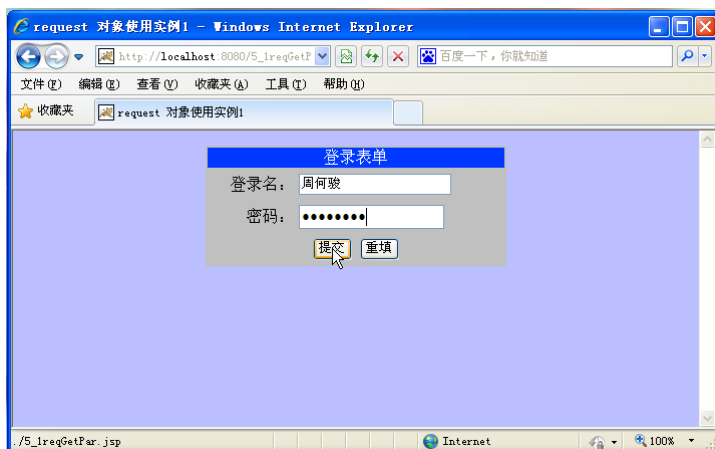 request 对象使用实例1 - Windows Internet Explorer
http://localhost:8080/5_1reqGetP
百度一下，你就知道
文件(F) 编辑(E) 查看(V) 收藏夹(A) 工具(T) 帮助(H)
收藏夹 request 对象使用实例1
登录表单
登录名： 周何骏
密码： ●●●●●●●●
提交 重填
./5_1reqGetPar.jsp Internet 100%